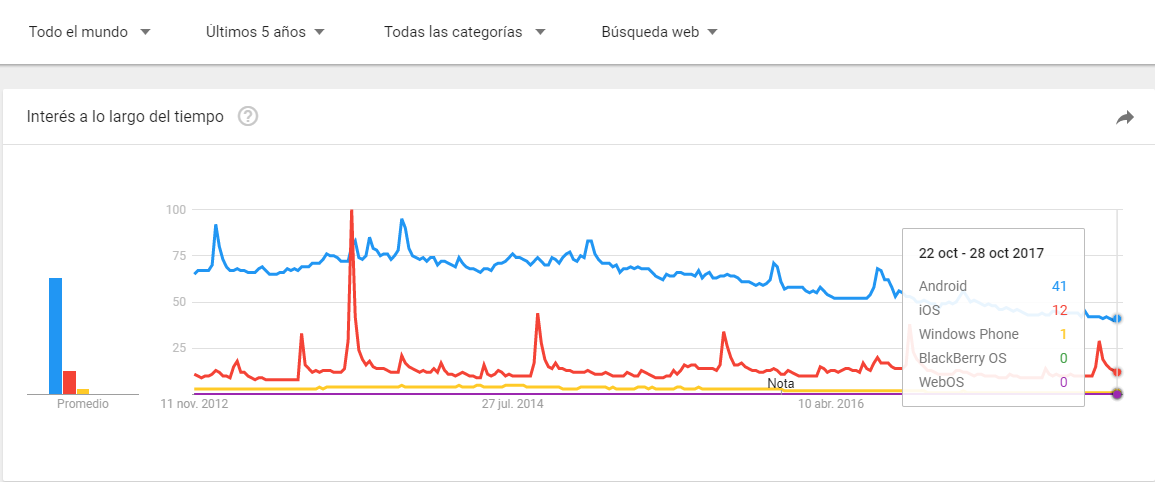 Todo el mundo Últimos 5 años Todas las categorías Búsqueda web
Interés a lo largo del tiempo ?
100
75
50
25
22 oct - 28 oct 2017
Android 41
iOS 12
Windows Phone 1
BlackBerry OS 0
WebOS 0
Nota
Promedio 11 nov. 2012 27 jul. 2014 10 abr. 2016